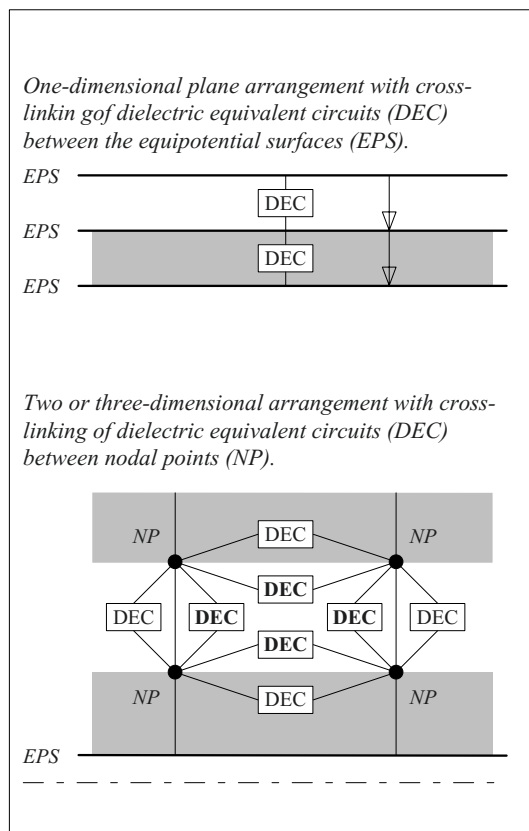 One-dimensional plane arrangement with cross-
linkin gof dielectric equivalent circuits (DEC)
between the equipotential surfaces (EPS).
EPS
DEC
EPS
DEC
EPS
Two or three-dimensional arrangement with cross-
linking of dielectric equivalent circuits (DEC)
between nodal points (NP).
NP DEC NP
DEC
DEC DEC DEC DEC
DEC
NP DEC NP
EPS